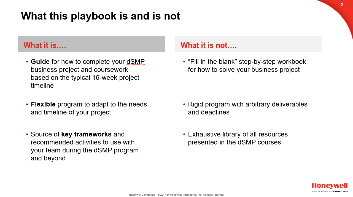 What this playbook is and is not
What it is….
What it is not….
• Guide for how to complete your dSMP
business project and coursework
based on the typical 16-week project
timeline
• "Fill in the blank" step-by-step workbook
for how to solve your business project
• Flexible program to adapt to the needs
and timeline of your project
• Rigid program with arbitrary deliverables
and deadlines
• Source of key frameworks and
recommended activities to use with
your team during the dSMP program
and beyond
• Exhaustive library of all resources
presented in the dSMP courses
Honeywell